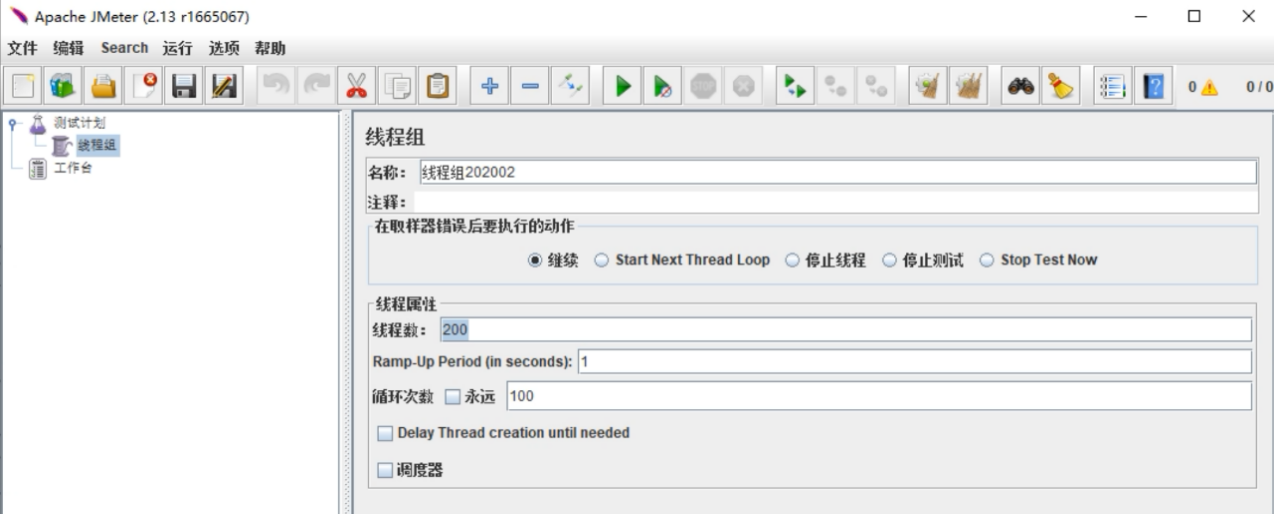 Apache JMeter (2.13 r1665067)
文件 编辑 Search 运行 选项 帮助
0 0 / 0
测试计划
线程组
工作台
线程组
名称： 线程组202002
注释：
在取样器错误后要执行的动作
继续 Start Next Thread Loop 停止线程 停止测试 Stop Test Now
线程属性
线程数： 200
Ramp-Up Period (in seconds): 1
循环次数 永远 100
Delay Thread creation until needed
调度器